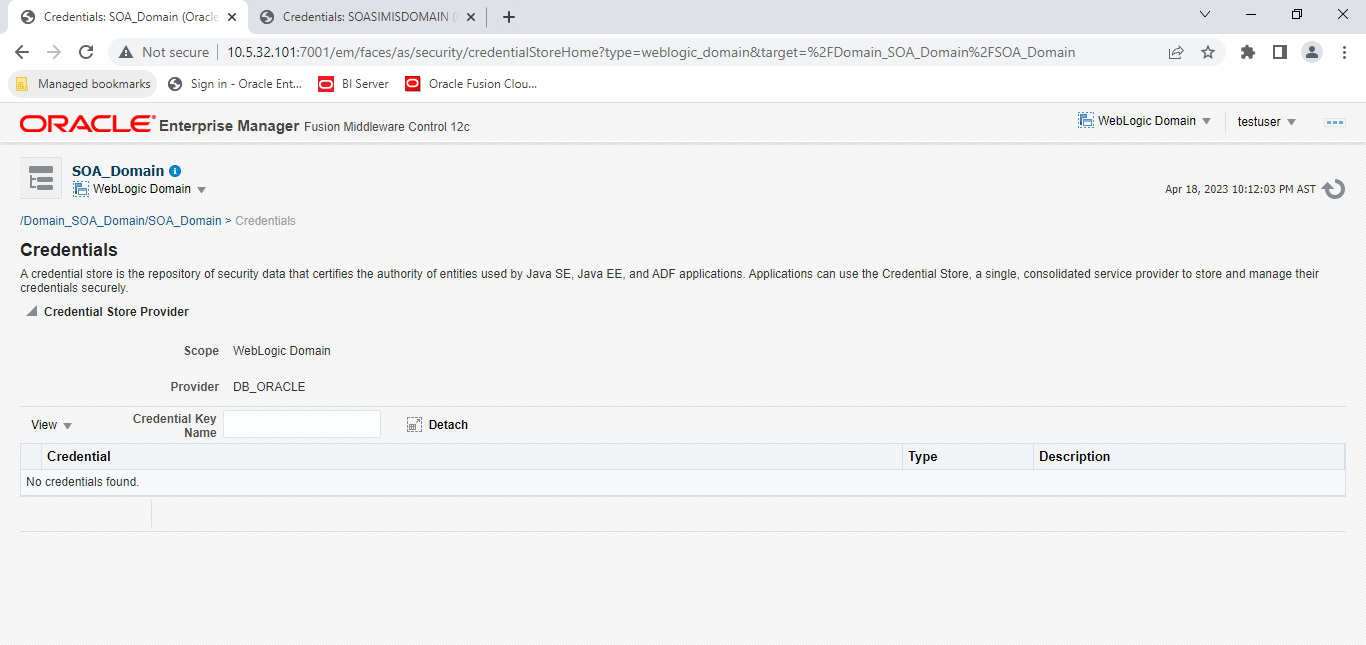 Credentials: SOA_Domain (Oracle
Credentials: SOASIMISDOMAIN (
Not secure
10.5.32.101:7001/em/faces/as/security/credentialStoreHome?type=weblogic_domain&target=%2FDomain_SOA_Domain%2FSOA_Domain
Managed bookmarks
Sign in - Oracle Ent...
BI Server
Oracle Fusion Clou...
ORACLE Enterprise Manager Fusion Middleware Control 12c
WebLogic Domain
testuser
SOA_Domain
WebLogic Domain
Apr 18, 2023 10:12:03 PM AST
/Domain_SOA_Domain/SOA_Domain > Credentials
Credentials
A credential store is the repository of security data that certifies the authority of entities used by Java SE, Java EE, and ADF applications. Applications can use the Credential Store, a single, consolidated service provider to store and manage their
credentials securely.
Credential Store Provider
Scope WebLogic Domain
Provider DB_ORACLE
View
Credential Key
Name
Detach
Credential Type Description
No credentials found.